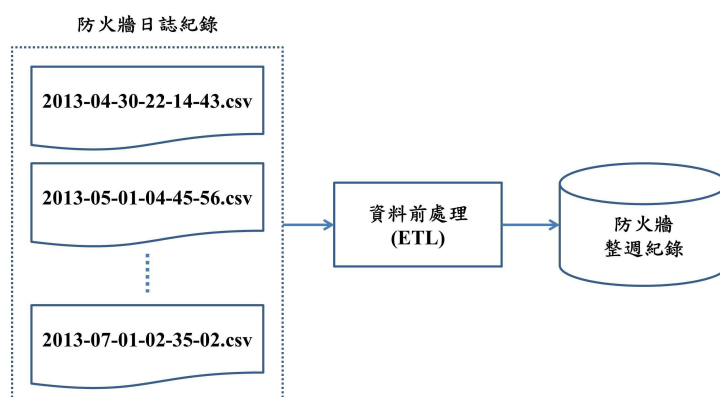 防火牆日誌紀錄
2013-04-30-22-14-43.csv
2013-05-01-04-45-56.csv
2013-07-01-02-35-02.csv
資料前處理
(ETL)
防火牆
整週紀錄